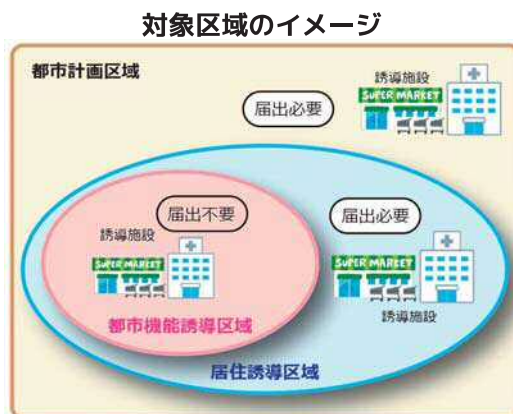 対象区域のイメージ
都市計画区域
誘導施設
SUPER MARKET
届出必要
届出不要
届出必要
誘導施設
SUPER MARKET
SUPER MARKET
誘導施設
都市機能誘導区域
居住誘導区域